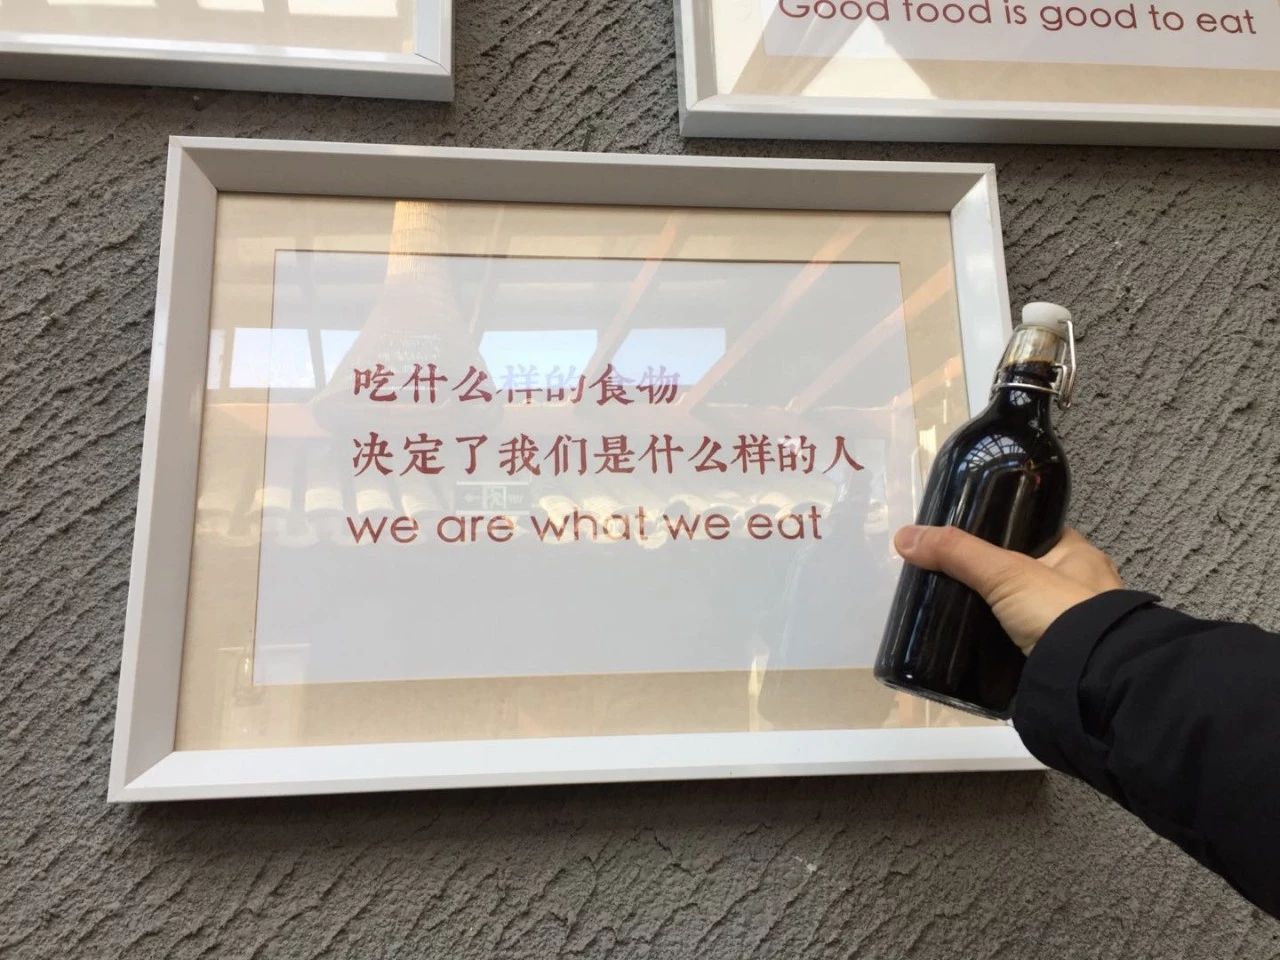 Good food is good to eat
吃什么样的食物
决定了我们是什么样的人
we are what we eat